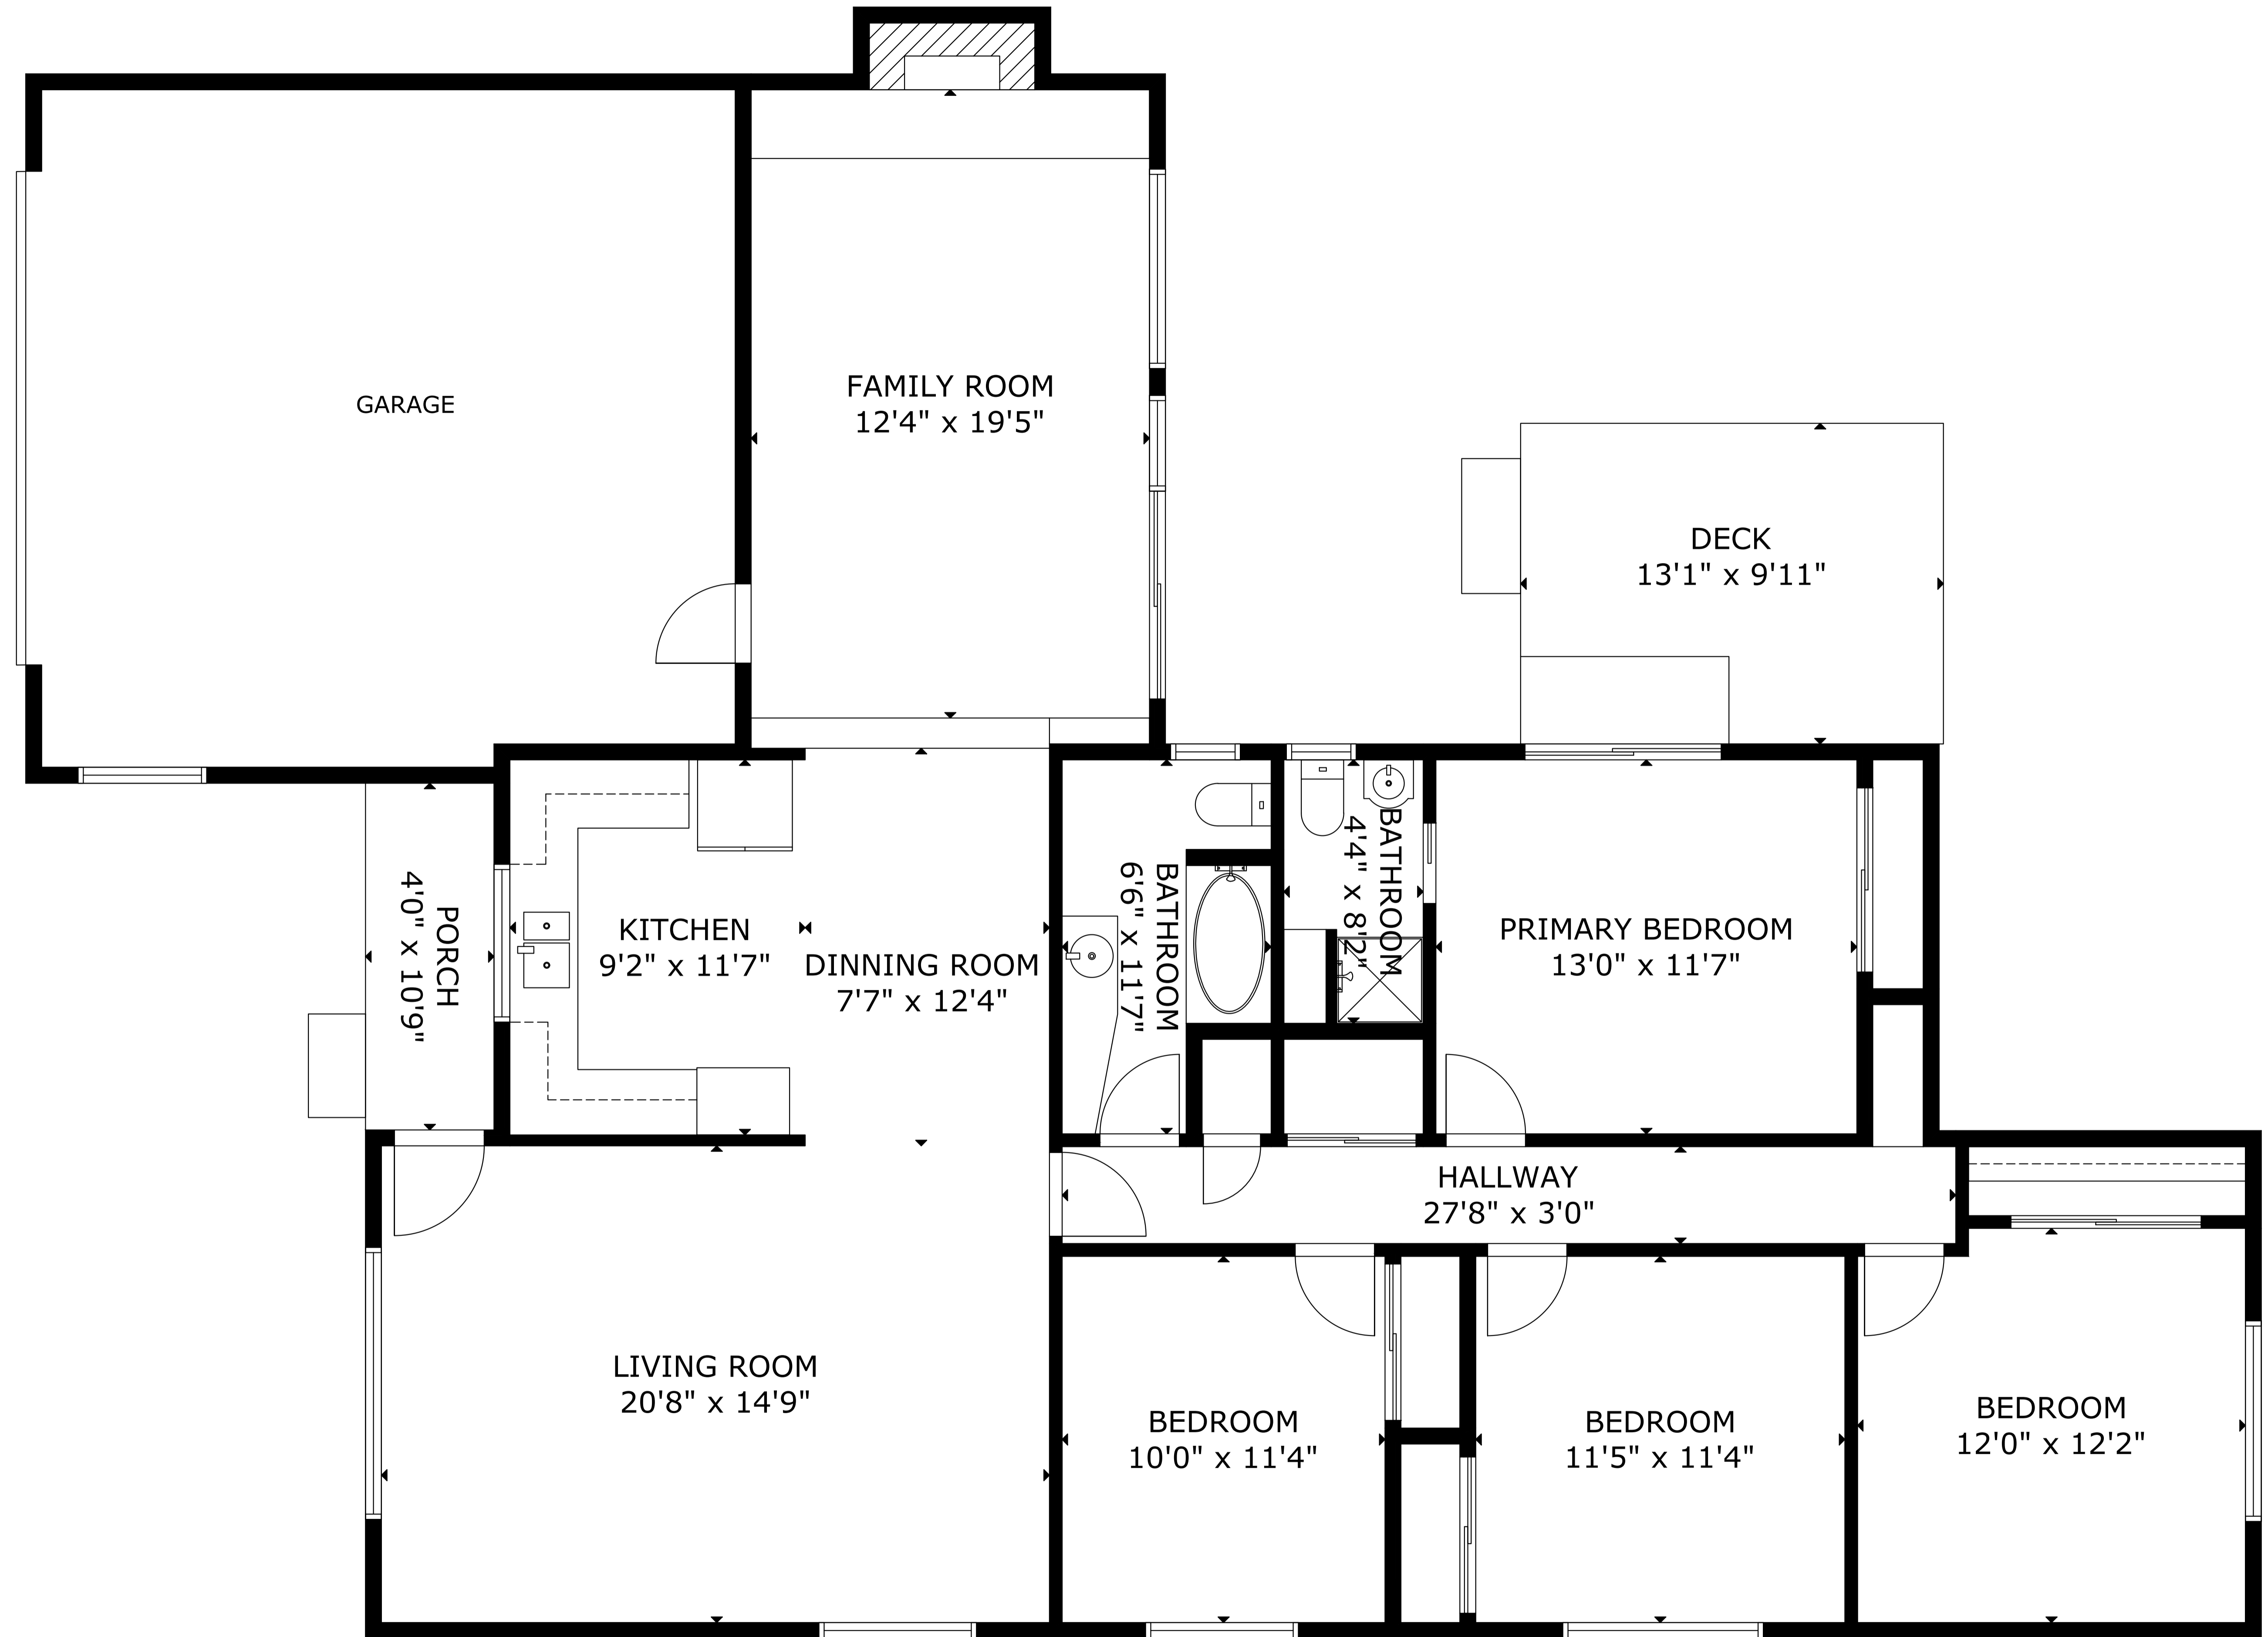 FAMILY ROOM
12'4" x 19'5"
GARAGE
DECK
13'1" x 9'11"
PORCH
4'0" x 10'9"
KITCHEN
9'2" x 11'7"
DINNING ROOM
7'7" x 12'4"
BATHROOM
6'6" x 11'7"
BATHROOM
4'4" x 8'2"
PRIMARY BEDROOM
13'0" x 11'7"
HALLWAY
27'8" x 3'0"
LIVING ROOM
20'8" x 14'9"
BEDROOM
10'0" x 11'4"
BEDROOM
11'5" x 11'4"
BEDROOM
12'0" x 12'2"